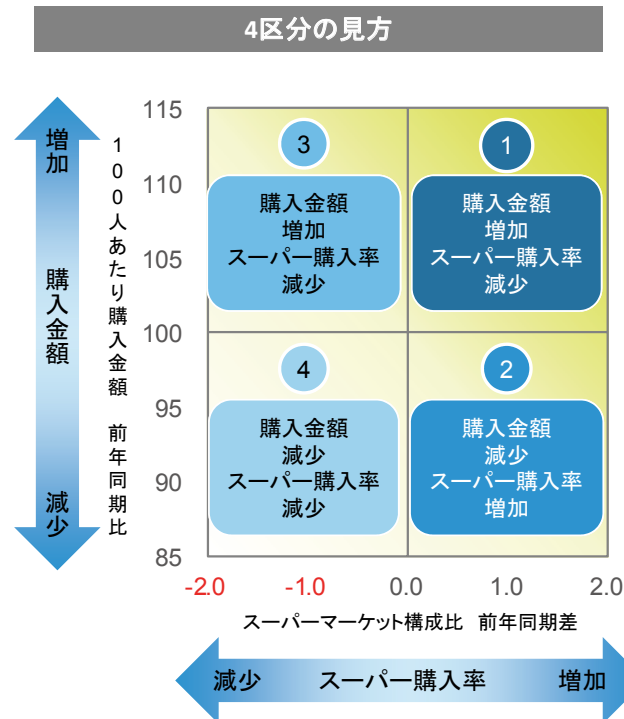 4区分の見方
増加
購入金額
減少
100人あたり購入金額 前年同期比
115
110
105
100
95
90
85
3
購入金額
増加
スーパー購入率
減少
1
購入金額
増加
スーパー購入率
減少
4
購入金額
減少
スーパー購入率
減少
2
購入金額
減少
スーパー購入率
増加
-2.0 -1.0 0.0 1.0 2.0
スーパーマーケット構成比 前年同期差
減少 スーパー購入率 増加